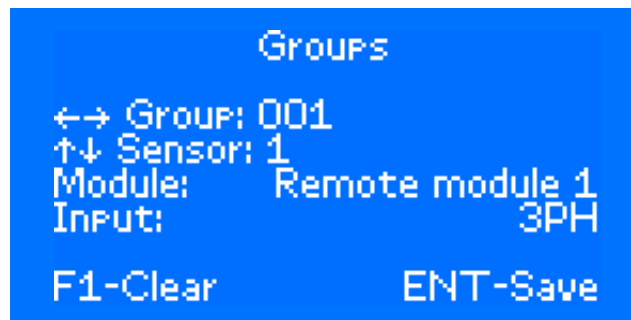 Groups
←→ Group: 001
↑↓ Sensor: 1
Module: Remote module 1
Input: 3PH
F1-Clear ENT-Save